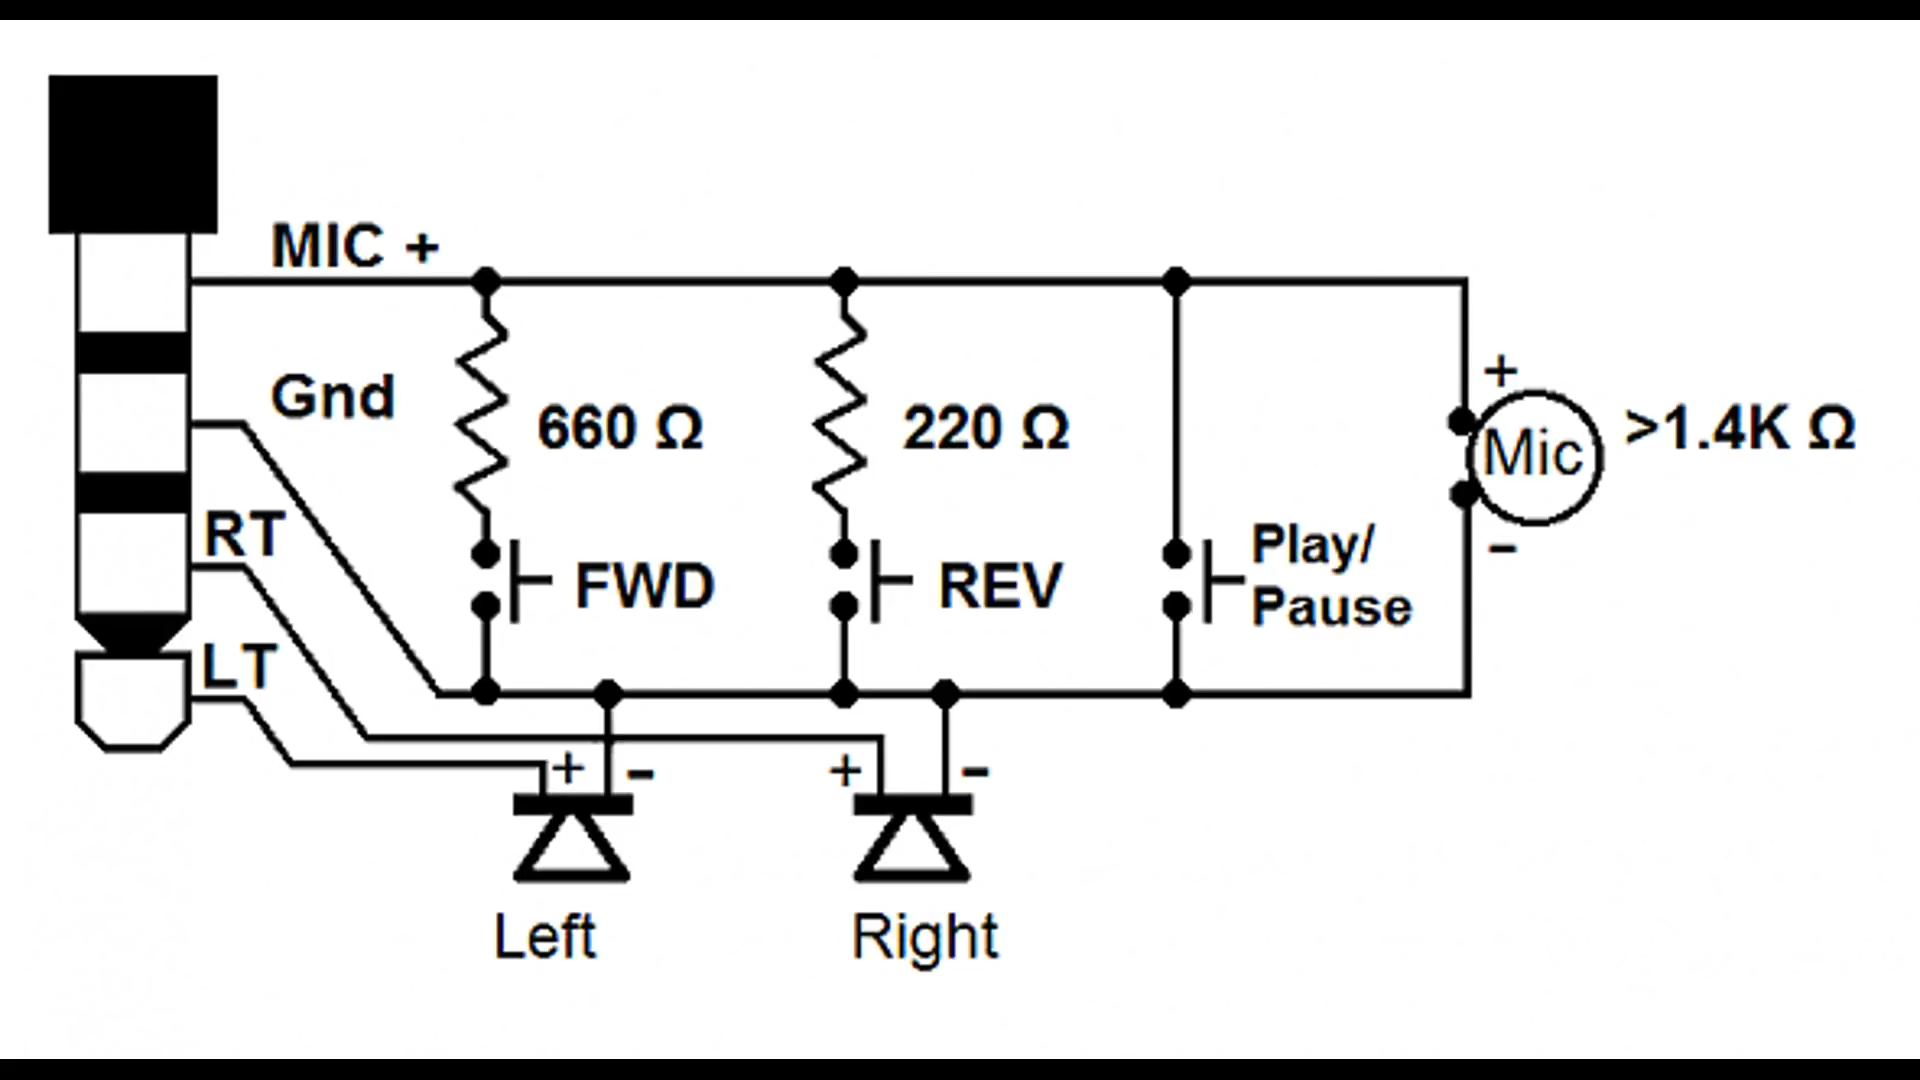 MIC +
Gnd
RT
LT
660 Ω
FWD
220 Ω
REV
Play/
Pause
+
Mic
-
>1.4K Ω
+ -
Left
+ -
Right